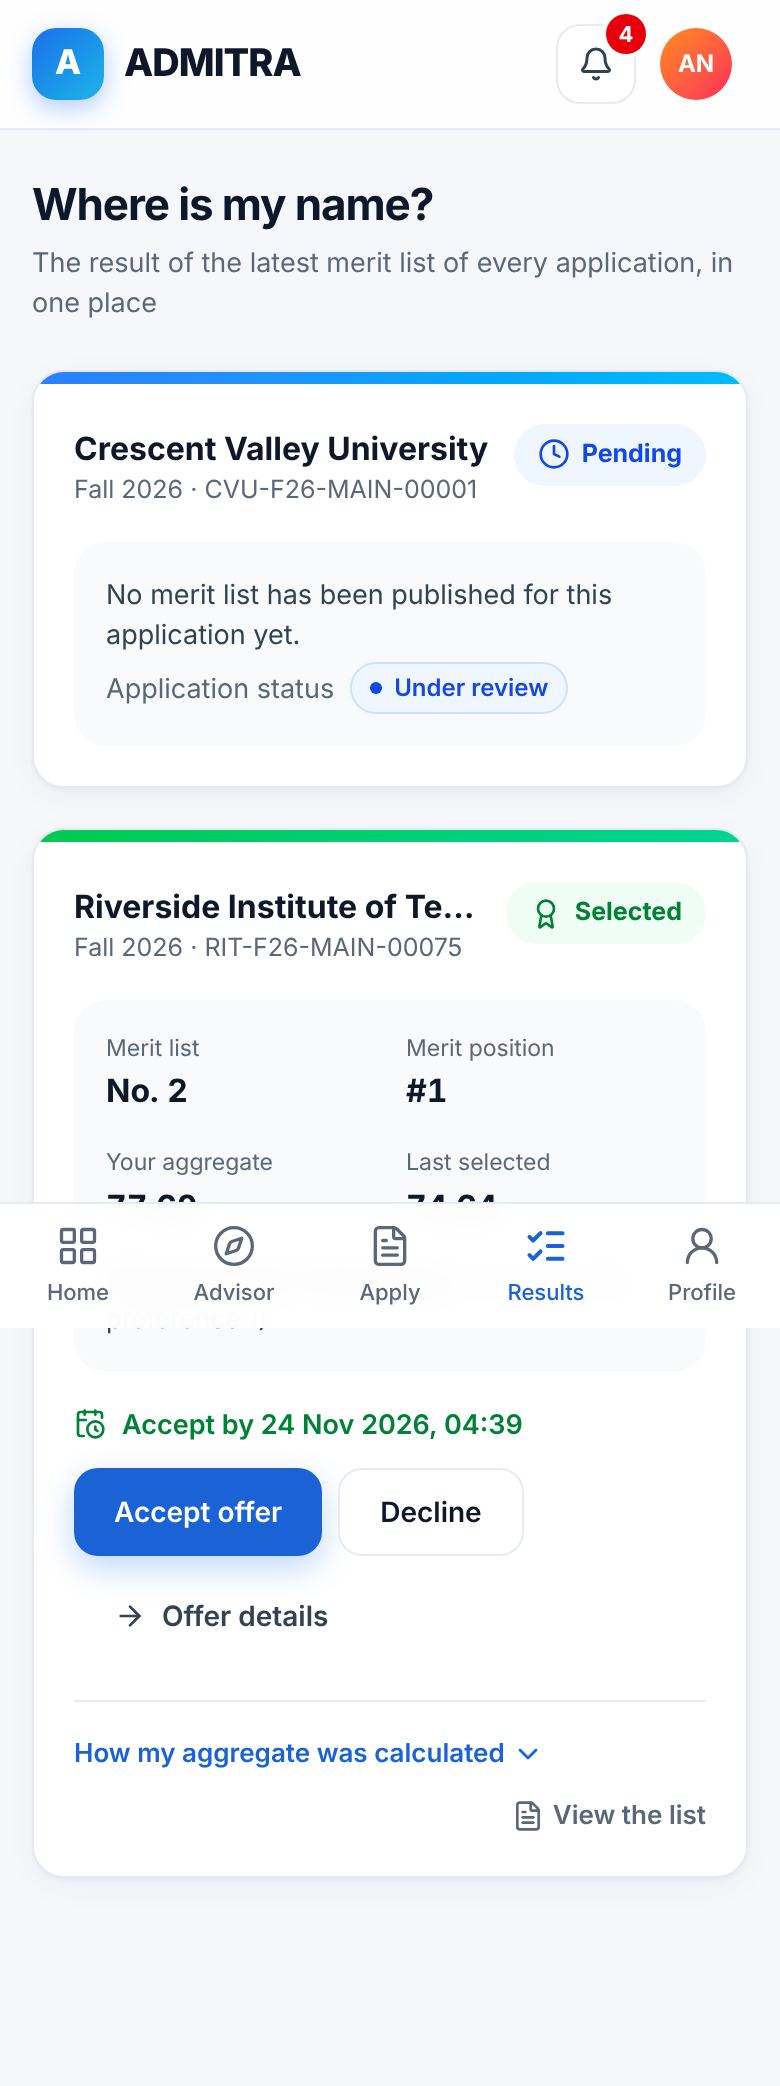 A
ADMITRA
4
AN
Where is my name?
The result of the latest merit list of every application, in
one place
Crescent Valley University
Pending
Fall 2026 · CVU-F26-MAIN-00001
No merit list has been published for this
application yet.
Application status
Under review
Riverside Institute of Te...
Selected
Fall 2026 · RIT-F26-MAIN-00075
Merit list
Merit position
No. 2
#1
Your aggregate
Last selected
Home
Advisor
Apply
Results
Profile
Accept by 24 Nov 2026, 04:39
Accept offer
Decline
Offer details
How my aggregate was calculated
View the list